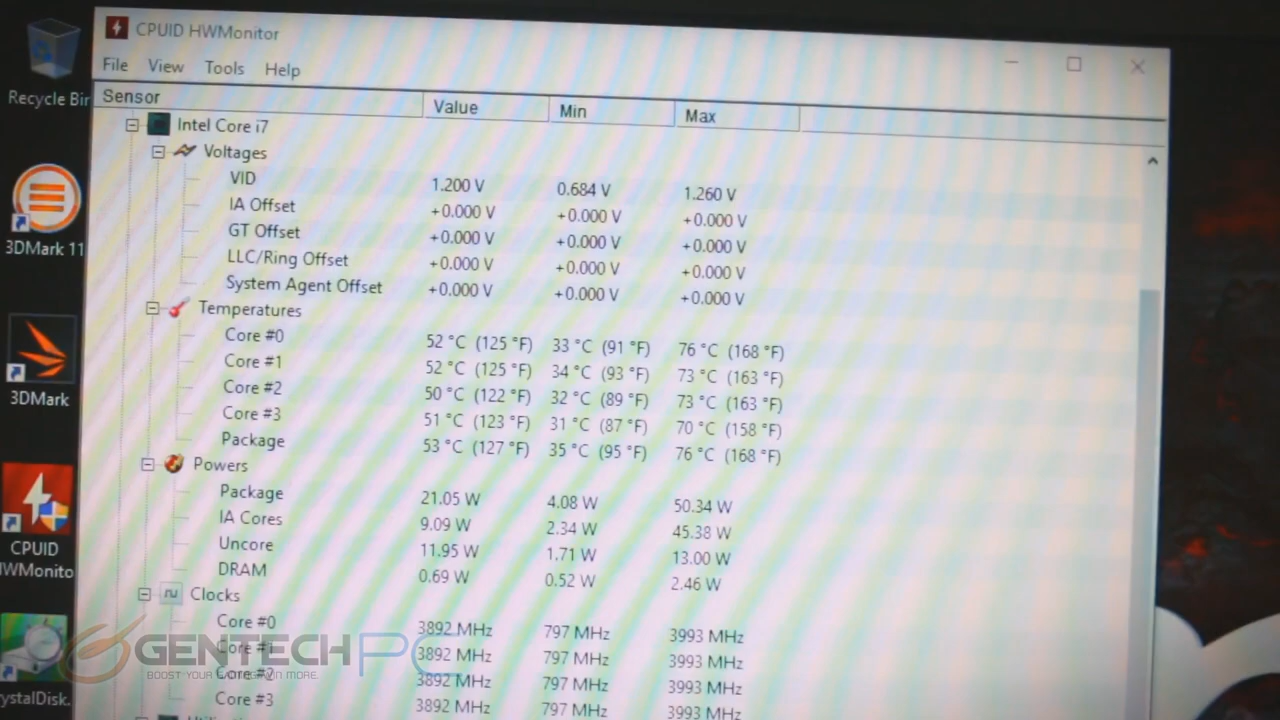 CPUID HWMonitor
File View Tools Help
Sensor Value Min Max
Intel Core i7
Voltages
VID 1.200 V 0.684 V 1.260 V
IA Offset +0.000 V +0.000 V +0.000 V
GT Offset +0.000 V +0.000 V +0.000 V
LLC/Ring Offset +0.000 V +0.000 V +0.000 V
System Agent Offset +0.000 V +0.000 V +0.000 V
Temperatures
Core #0 52 °C (125 °F) 33 °C (91 °F) 76 °C (168 °F)
Core #1 52 °C (125 °F) 34 °C (93 °F) 73 °C (163 °F)
Core #2 50 °C (122 °F) 32 °C (89 °F) 73 °C (163 °F)
Core #3 51 °C (123 °F) 31 °C (87 °F) 70 °C (158 °F)
Package 53 °C (127 °F) 35 °C (95 °F) 76 °C (168 °F)
Powers
Package 21.05 W 4.08 W 50.34 W
IA Cores 9.09 W 2.34 W 45.38 W
Uncore 11.95 W 1.71 W 13.00 W
DRAM 0.69 W 0.52 W 2.46 W
Clocks
Core #0 3892 MHz 797 MHz 3993 MHz
Core #1 3892 MHz 797 MHz 3993 MHz
Core #2 3892 MHz 797 MHz 3993 MHz
Core #3 3892 MHz 797 MHz 3993 MHz
Recycle Bin
3DMark 11
3DMark
CPUID
HWMonito
ystalDisk.
GENTECH PC